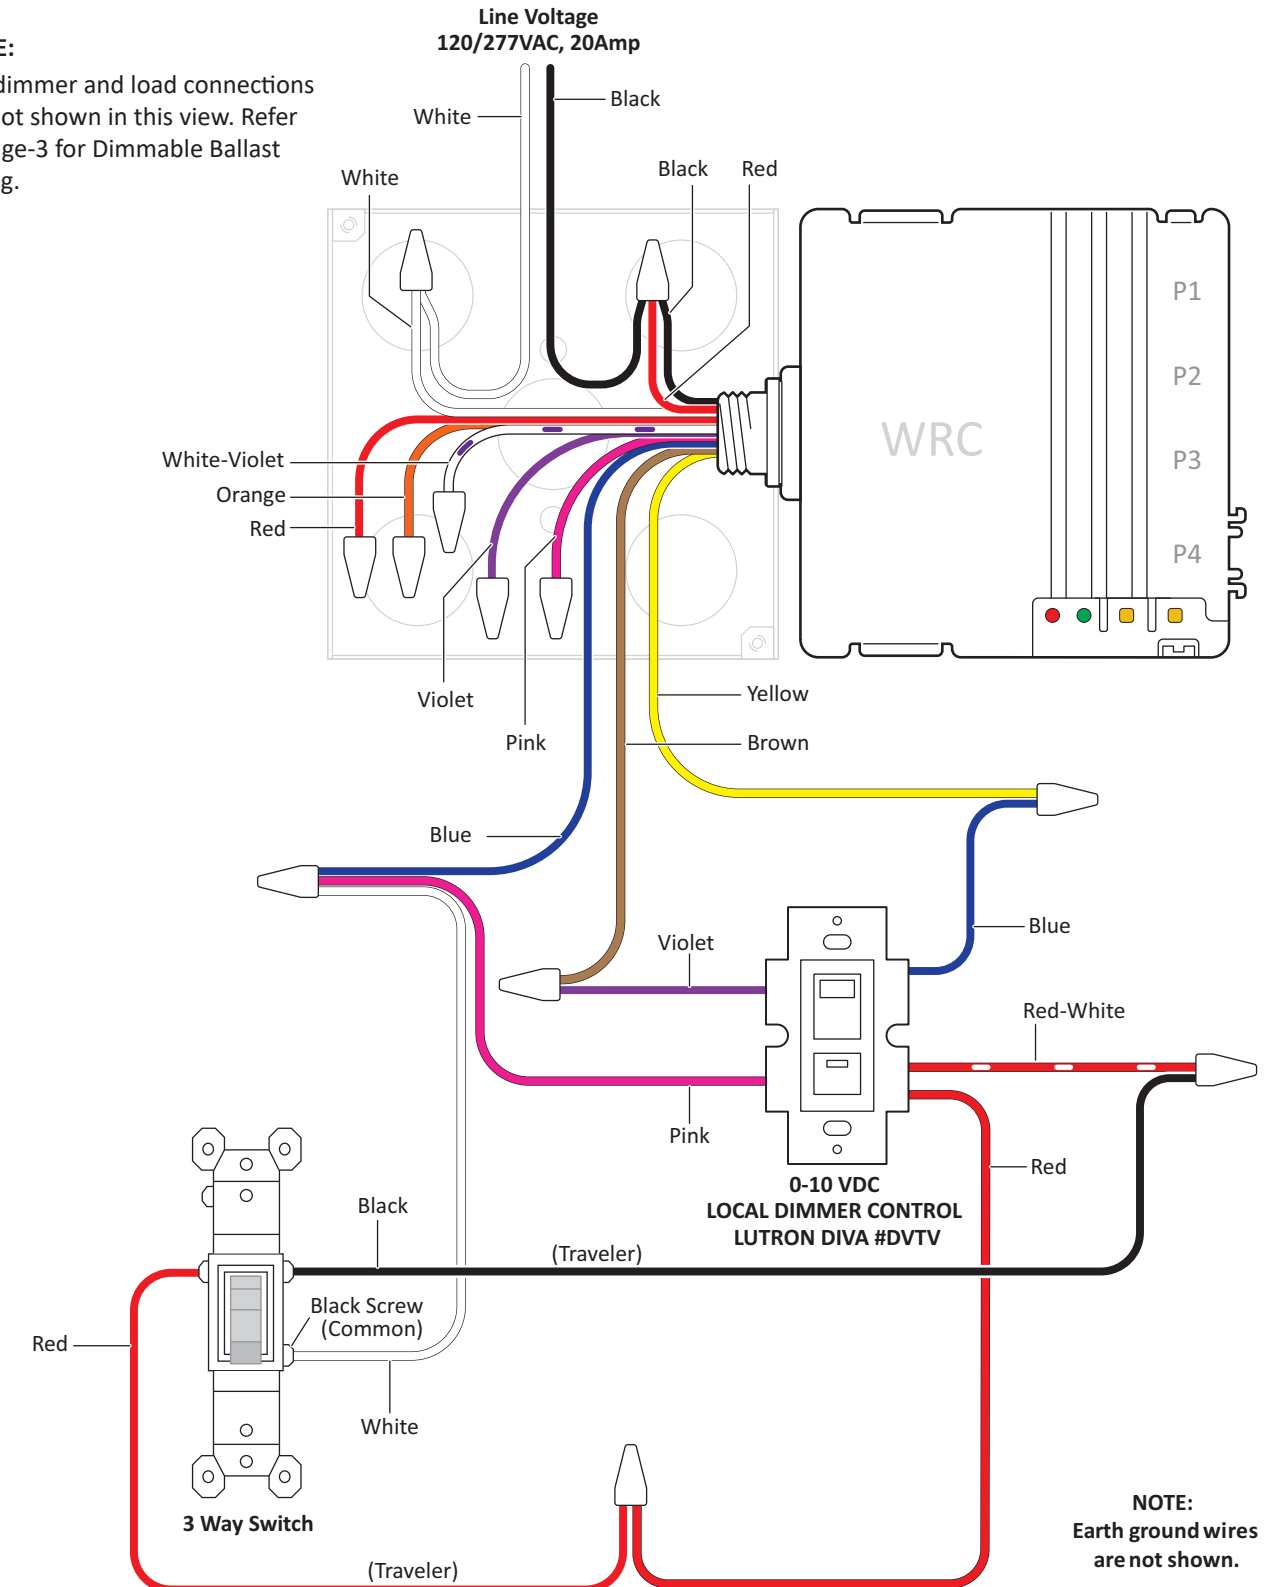 Line Voltage
120/277VAC, 20Amp
E:
dimmer and load connections
ot shown in this view. Refer
ge-3 for Dimmable Ballast
g.
White
Black
White
Black
Red
P1
P2
WRC
P3
P4
White-Violet
Orange
Red
Violet
Pink
Yellow
Brown
Blue
Violet
Blue
Red-White
Pink
Red
0-10 VDC
LOCAL DIMMER CONTROL
LUTRON DIVA #DVTV
Black
(Traveler)
Black Screw
(Common)
Red
White
3 Way Switch
(Traveler)
NOTE:
Earth ground wires
are not shown.